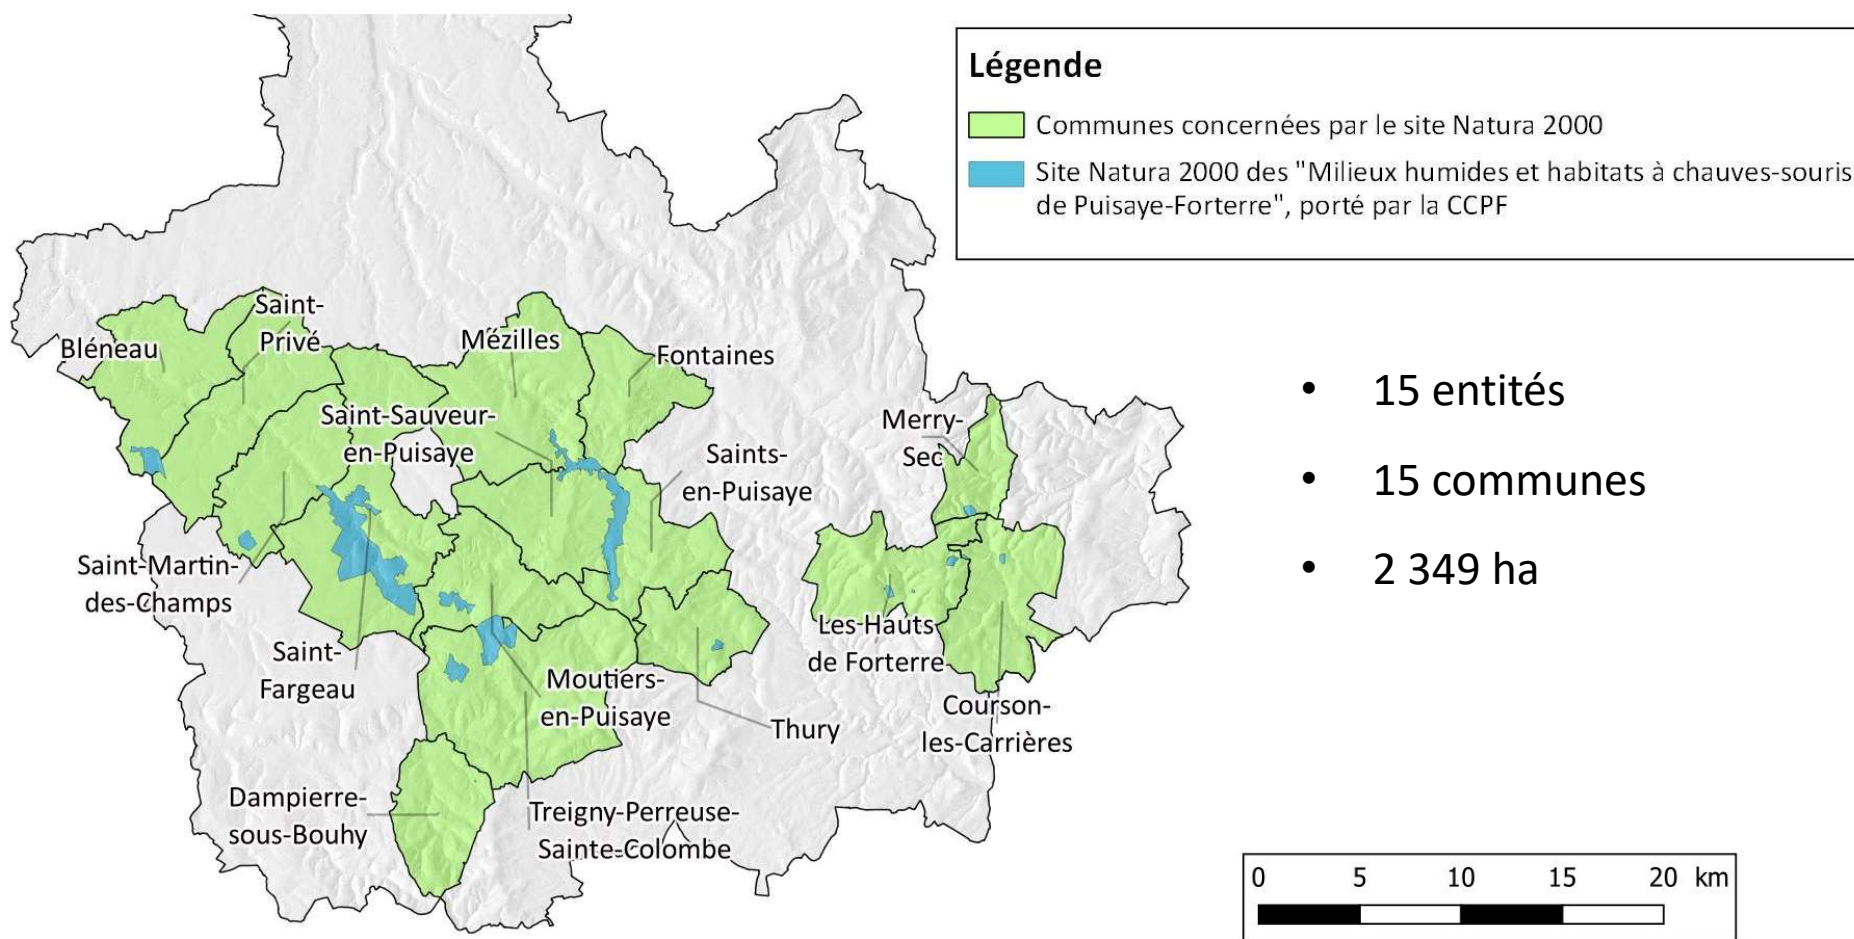 Légende
Communes concernées par le site Natura 2000
Site Natura 2000 des "Milieux humides et habitats à chauves-souris
de Puisaye-Forterre", porté par la CCPF
Saint-
Privé
Bléneau
Mézilles
Fontaines
Saint-Sauveur-
en-Puisaye
Saints-
en-Puisaye
Merry-
Sec
Saint-Martin-
des-Champs
Saint-
Fargeau
Moutiers-
en-Puisaye
Thury
Les Hauts
de Forterre
Courson-
les-Carrières
Dampierre-
sous-Bouhy
Treigny-Perreuse-
Sainte-Colombe
• 15 entités
• 15 communes
• 2 349 ha
0 5 10 15 20 km